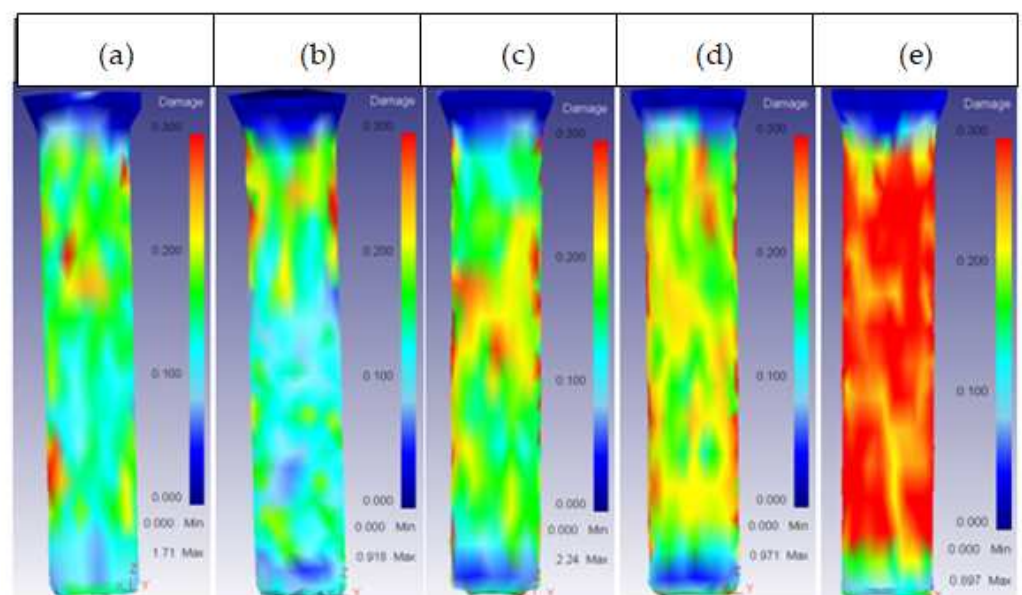 (a) (b) (c) (d) (e)
Damage Damage Damage Damage Damage
0.300 0.300 0.300 0.300 0.300
0.200 0.200 0.200 0.200 0.200
0.100 0.100 0.100 0.100 0.100
0.000 0.000 0.000 0.000 0.000
0.000 Min 0.000 Min 0.000 Min 0.000 Min 0.000 Min
1.71 Max 0.918 Max 2.24 Max 0.971 Max 0.897 Max